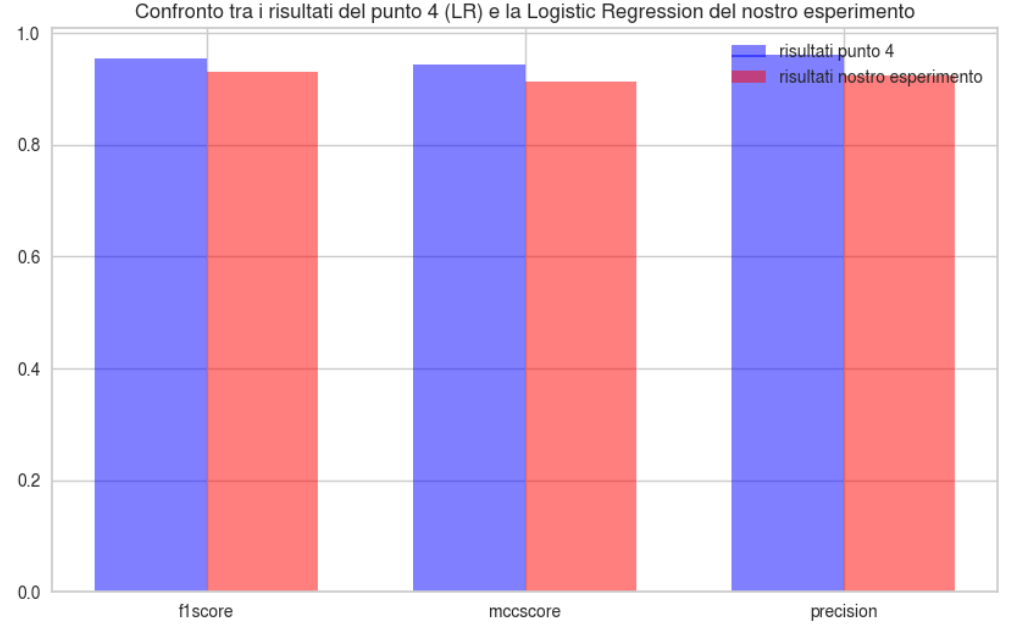 Confronto tra i risultati del punto 4 (LR) e la Logistic Regression del nostro esperimento
risultati punto 4
risultati nostro esperimento
1.0
0.8
0.6
0.4
0.2
0.0
f1score
mccscore
precision